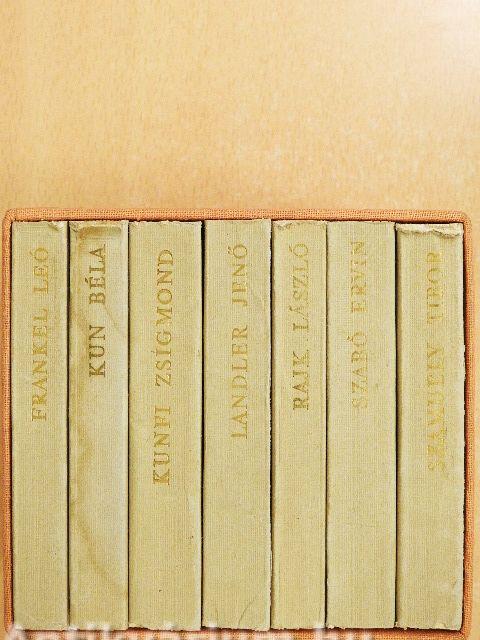 FRANKEL LEÓ
KUN BÉLA
KUNFI ZSIGMOND
LANDLER JENŐ
RAJK LÁSZLÓ
SZABÓ ERVIN
SZAMUELY TIBOR